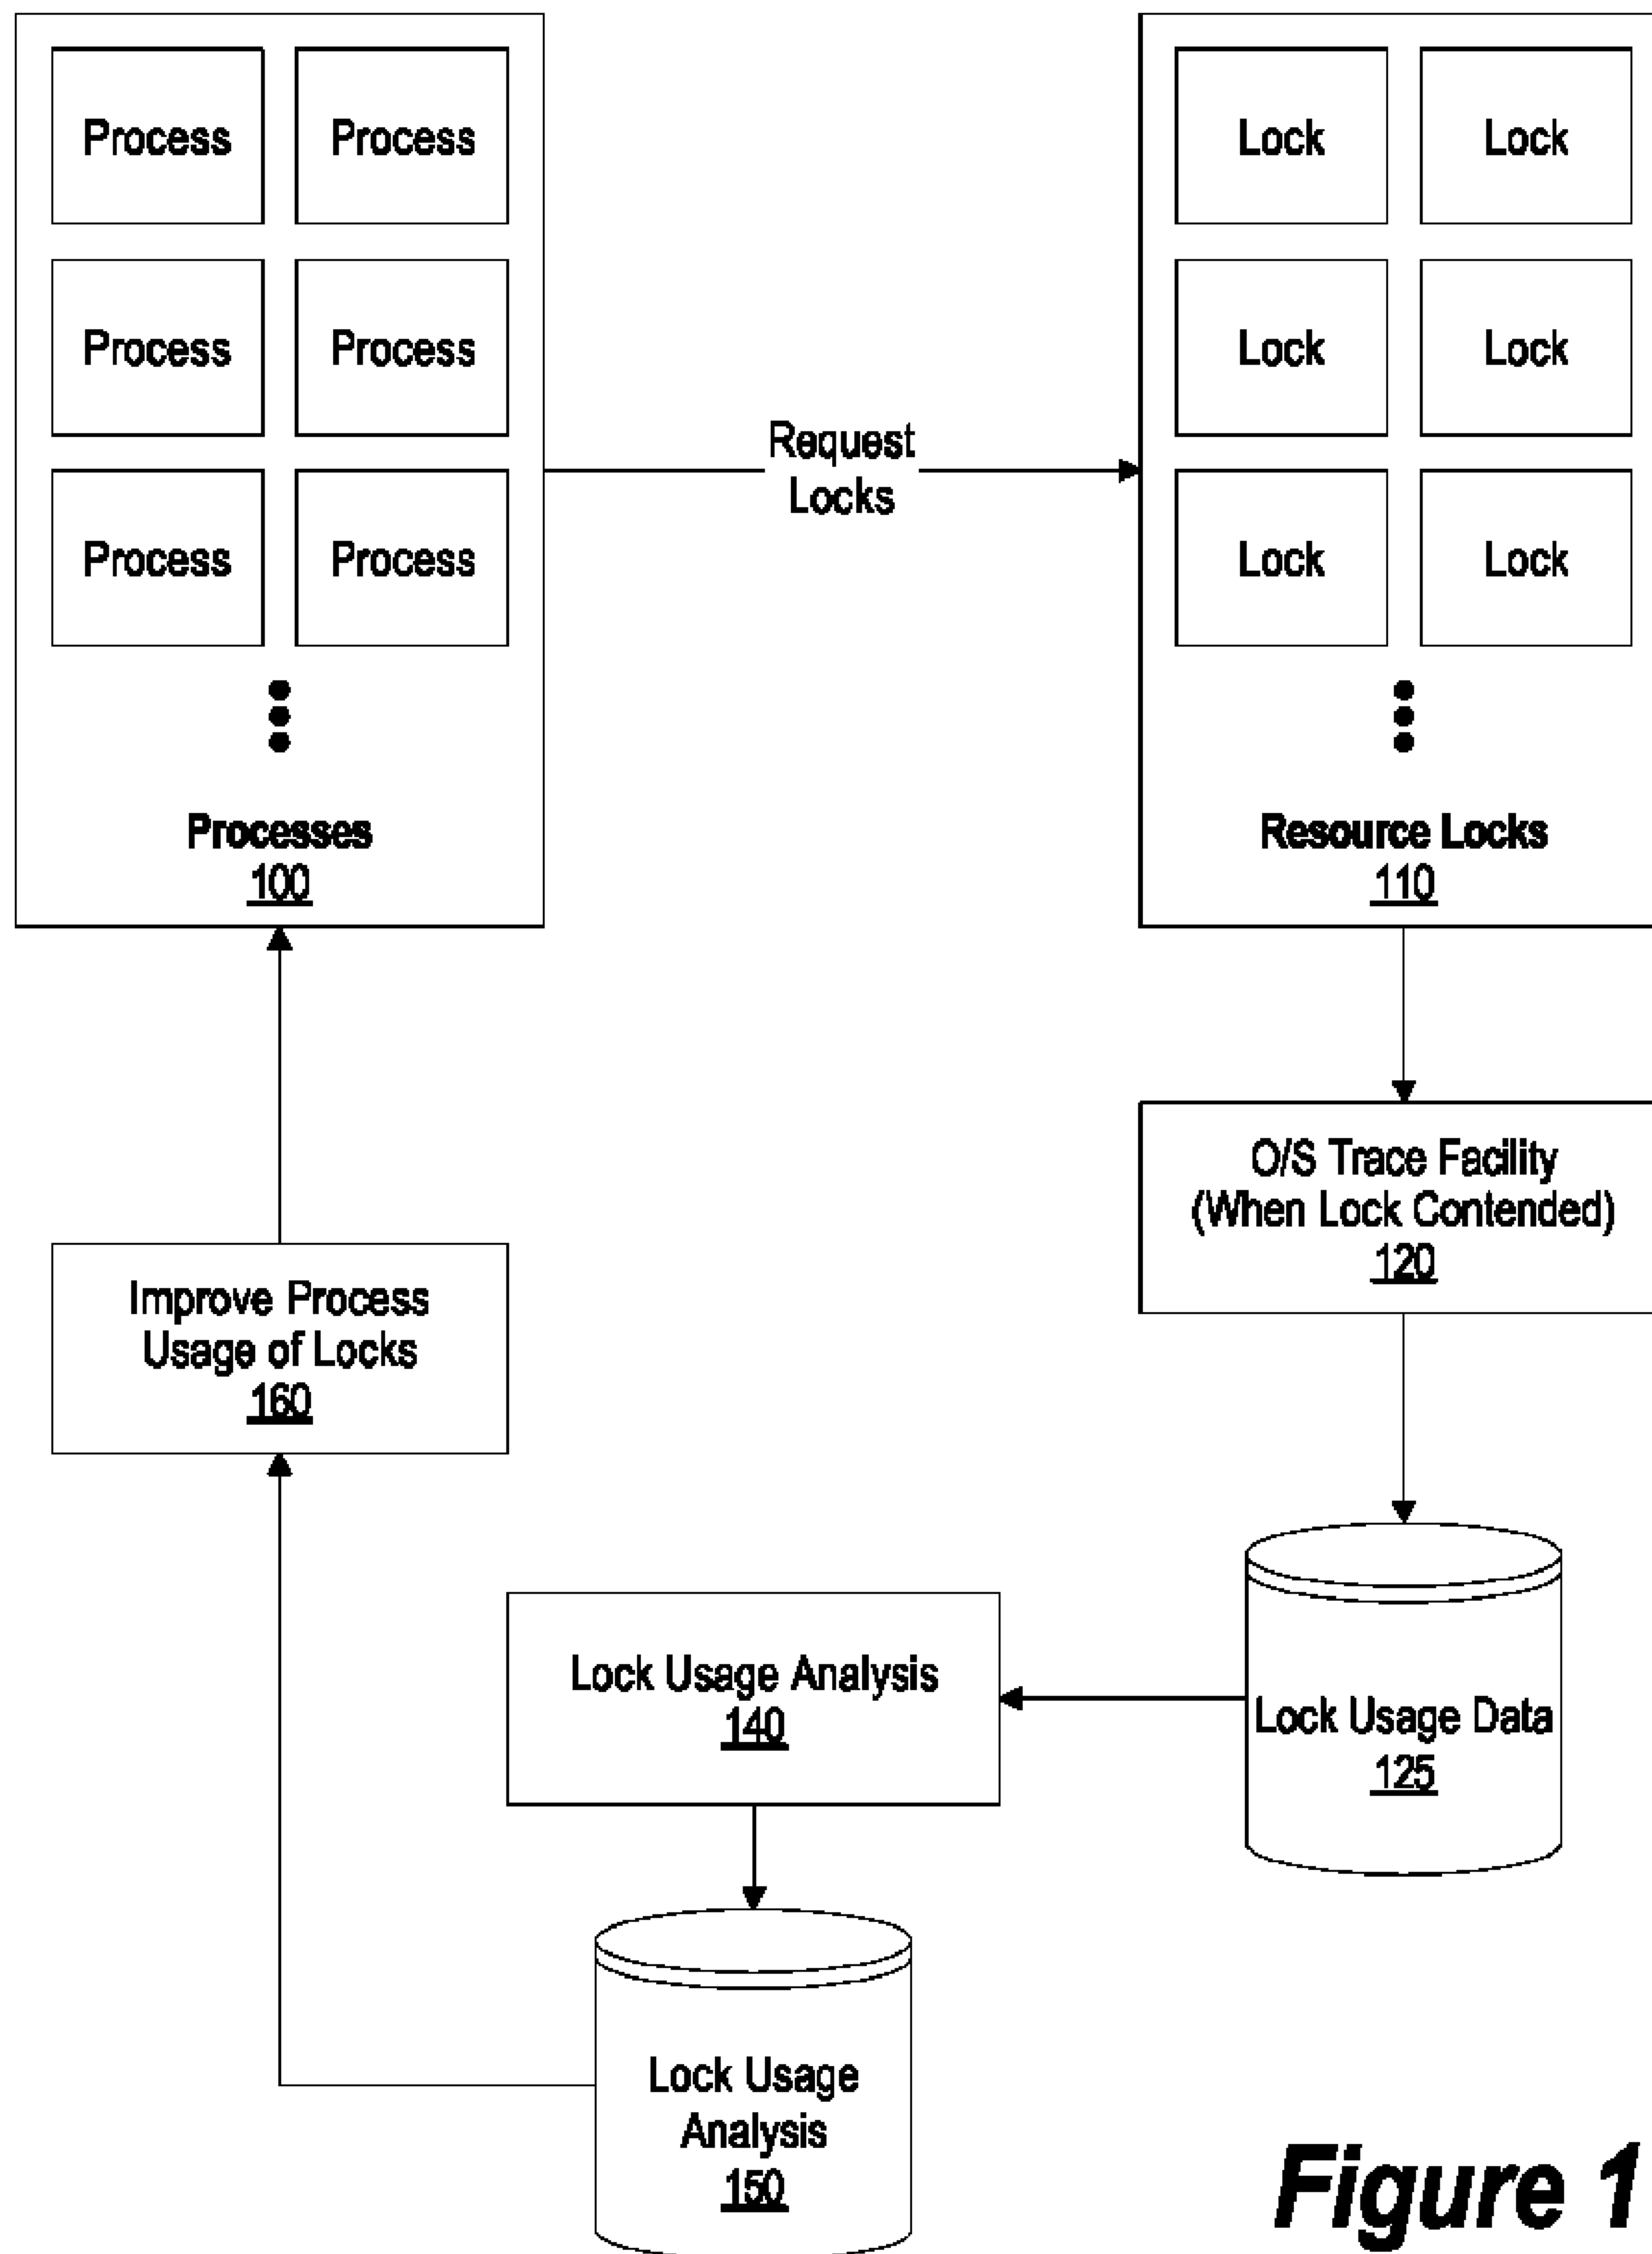 Process Process
Process Process
Process Process
Processes
100
Request
Locks
Lock Lock
Lock Lock
Lock Lock
Resource Locks
110
O/S Trace Facility
(When Lock Contended)
120
Lock Usage Data
125
Lock Usage Analysis
140
Lock Usage
Analysis
150
Improve Process
Usage of Locks
160
Figure 1